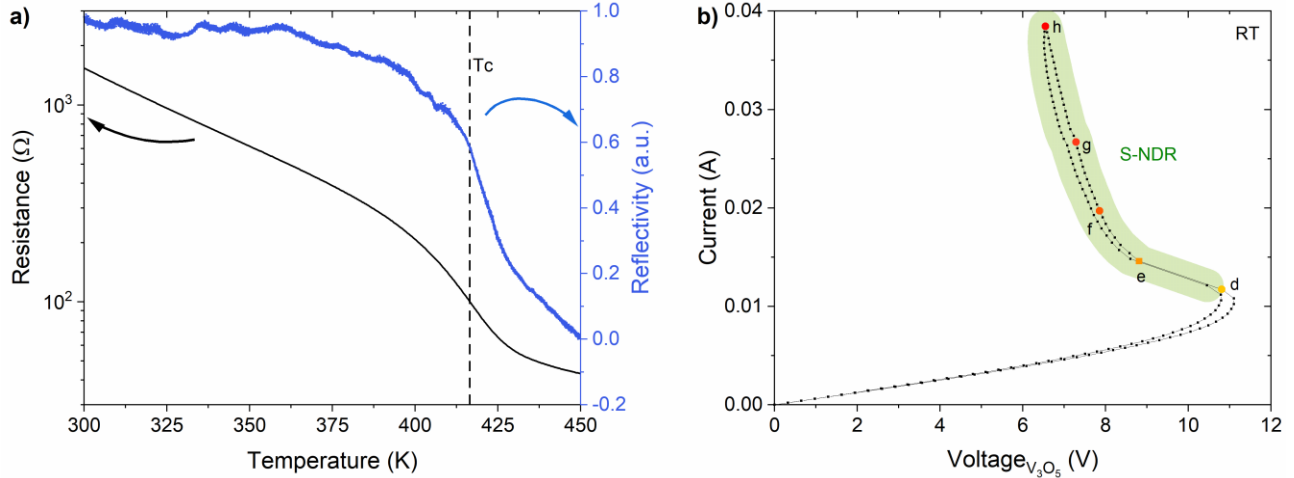 a)
Resistance (Ω)
10³
10²
Tc
1.0
0.8
0.6
0.4
0.2
0.0
-0.2
Reflectivity (a.u.)
300 325 350 375 400 425 450
Temperature (K)
b)
Current (A)
0.04
0.03
0.02
0.01
0.00
RT
h
g
S-NDR
f
e
d
0 2 4 6 8 10 12
Voltage_V₃O₅ (V)